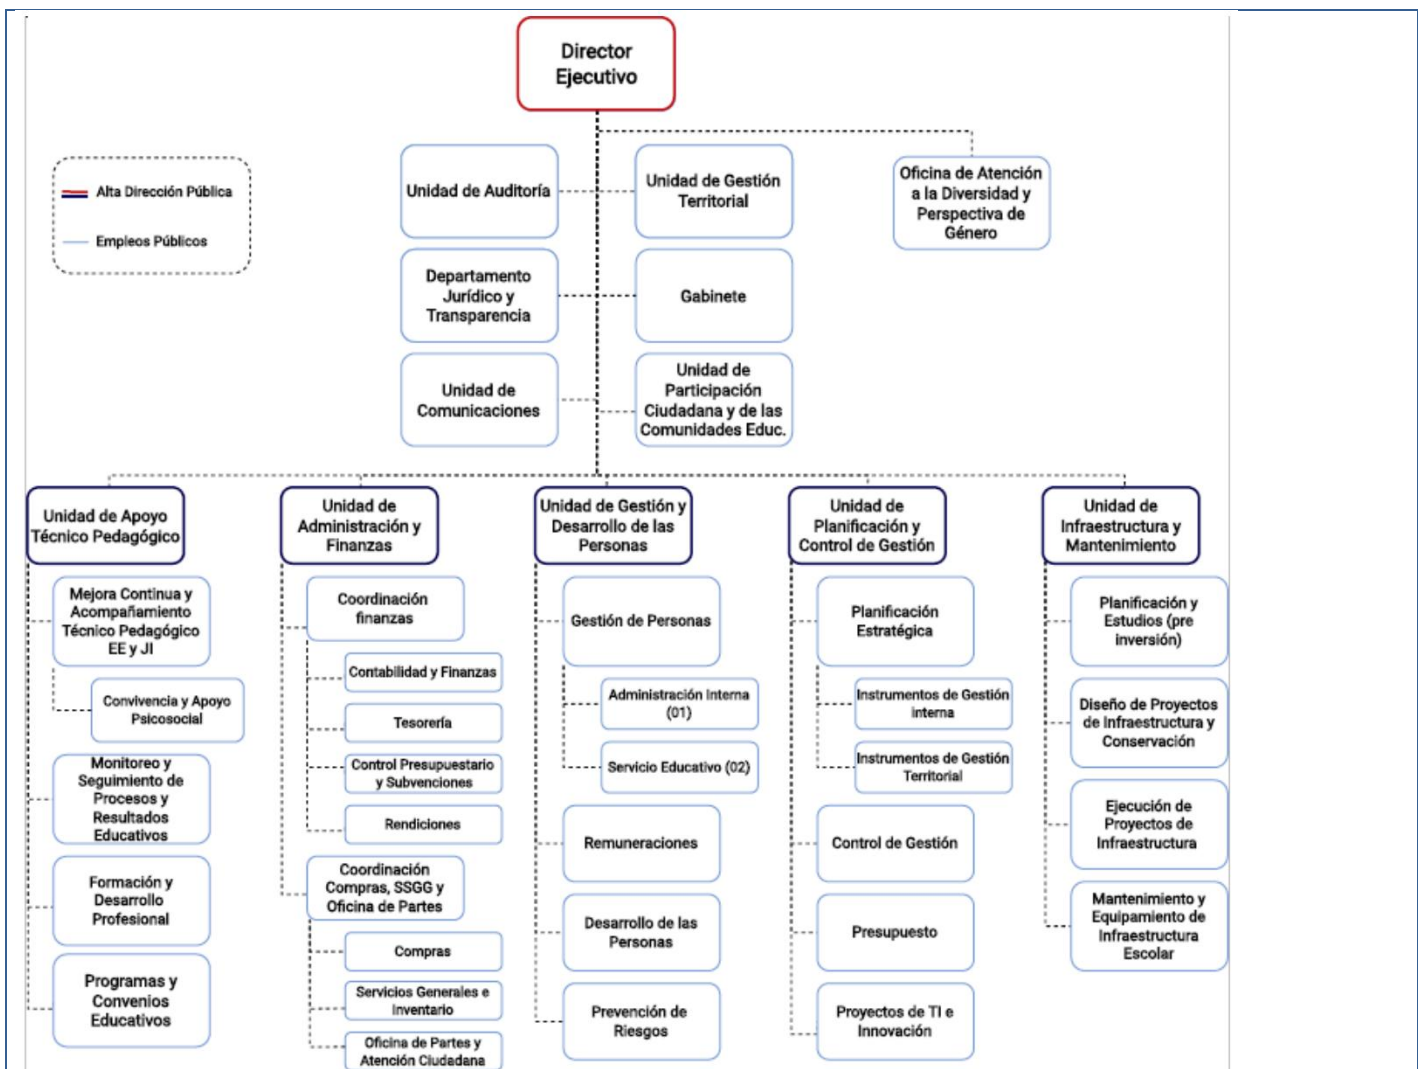 Director
Ejecutivo
Alta Dirección Pública
Empleos Públicos
Unidad de Auditoría
Unidad de Gestión
Territorial
Oficina de Atención
a la Diversidad y
Perspectiva de
Género
Departamento
Jurídico y
Transparencia
Gabinete
Unidad de
Comunicaciones
Unidad de
Participación
Ciudadana y de las
Comunidades Educ.
Unidad de Apoyo
Técnico Pedagógico
Mejora Continua y
Acompañamiento
Técnico Pedagógico
EE y JI
Convivencia y Apoyo
Psicosocial
Monitoreo y
Seguimiento de
Procesos y
Resultados
Educativos
Formación y
Desarrollo
Profesional
Programas y
Convenios
Educativos
Unidad de
Administración y
Finanzas
Coordinación
finanzas
Contabilidad y Finanzas
Tesorería
Control Presupuestario
y Subvenciones
Rendiciones
Coordinación
Compras, SSGG y
Oficina de Partes
Compras
Servicios Generales e
Inventario
Oficina de Partes y
Atención Ciudadana
Unidad de Gestión y
Desarrollo de las
Personas
Gestión de Personas
Administración Interna
(01)
Servicio Educativo (02)
Remuneraciones
Desarrollo de las
Personas
Prevención de
Riesgos
Unidad de
Planificación y
Control de Gestión
Planificación
Estratégica
Instrumentos de Gestión
interna
Instrumentos de Gestión
Territorial
Control de Gestión
Presupuesto
Proyectos de TI e
Innovación
Unidad de
Infraestructura y
Mantenimiento
Planificación y
Estudios (pre
inversión)
Diseño de Proyectos
de Infraestructura y
Conservación
Ejecución de
Proyectos de
Infraestructura
Mantenimiento y
Equipamiento de
Infraestructura
Escolar